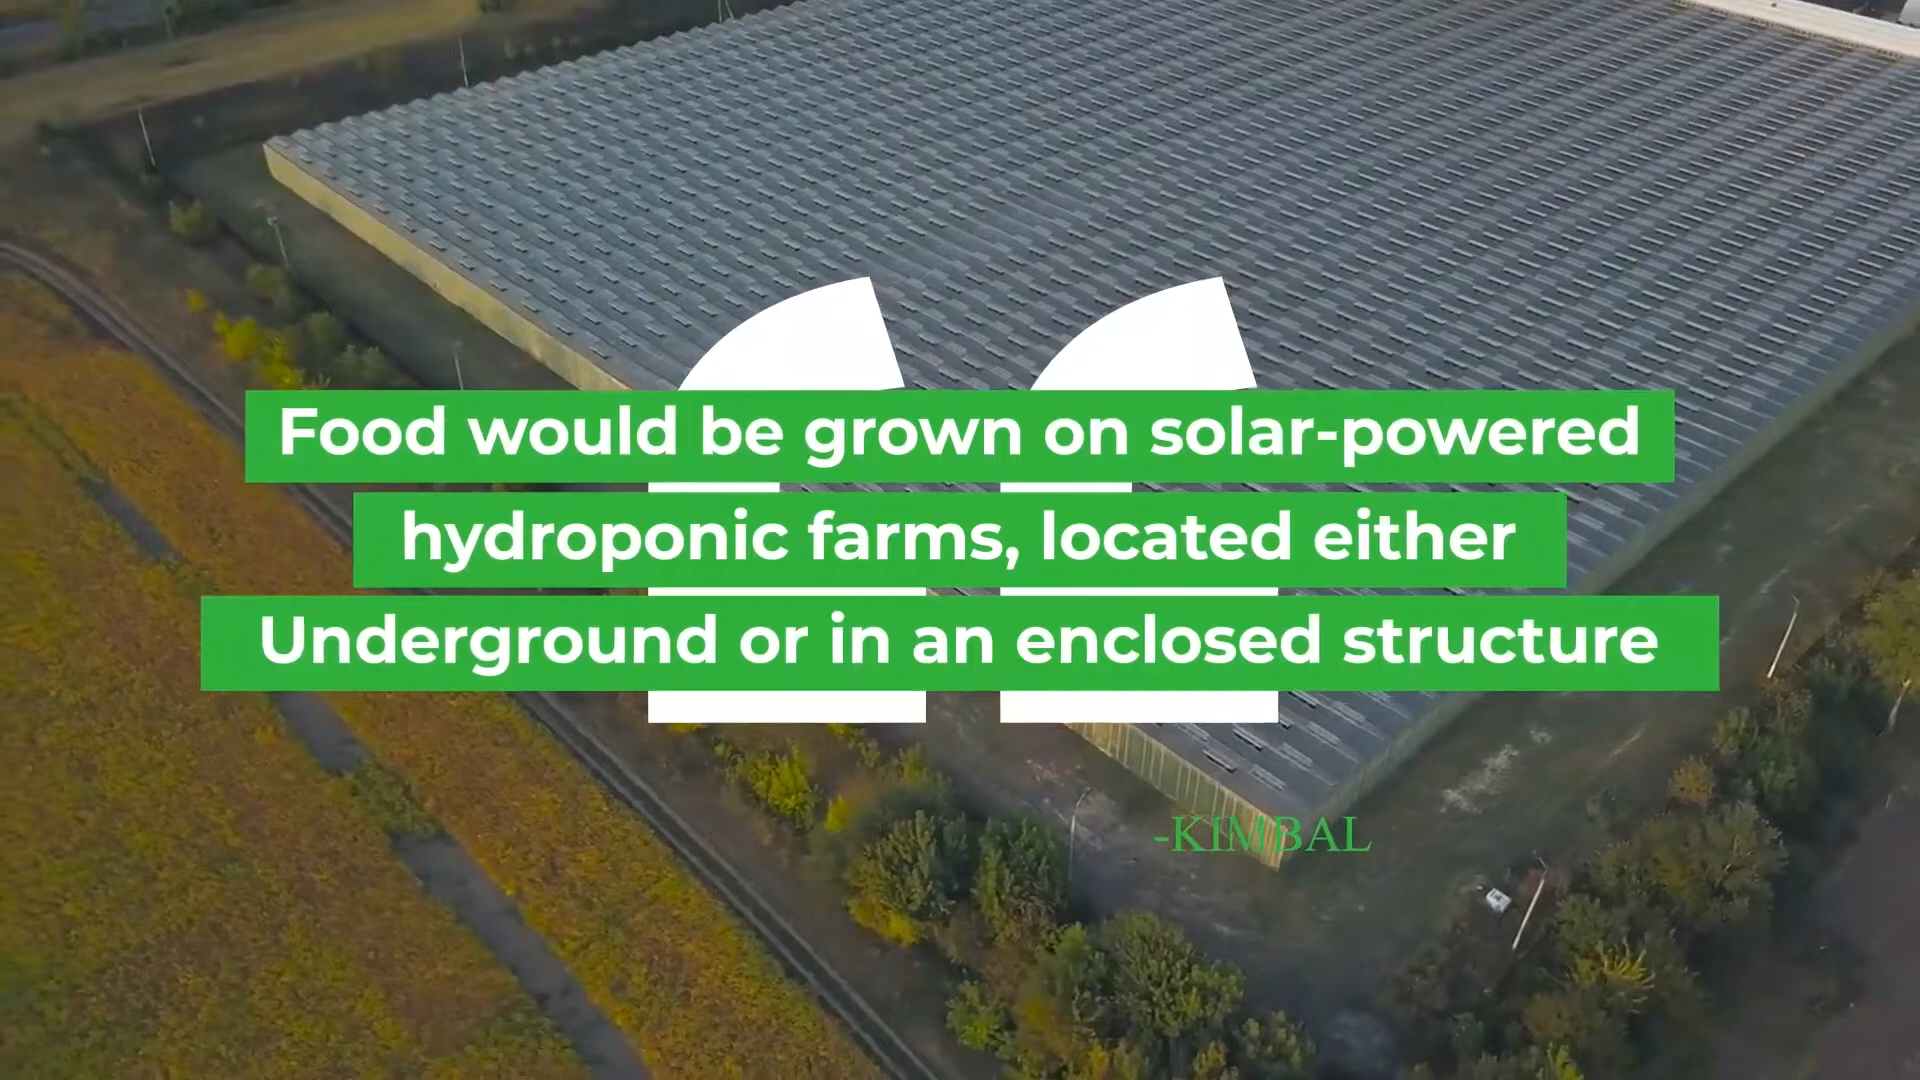 Food would be grown on solar-powered
hydroponic farms, located either
Underground or in an enclosed structure
-KIMBAL